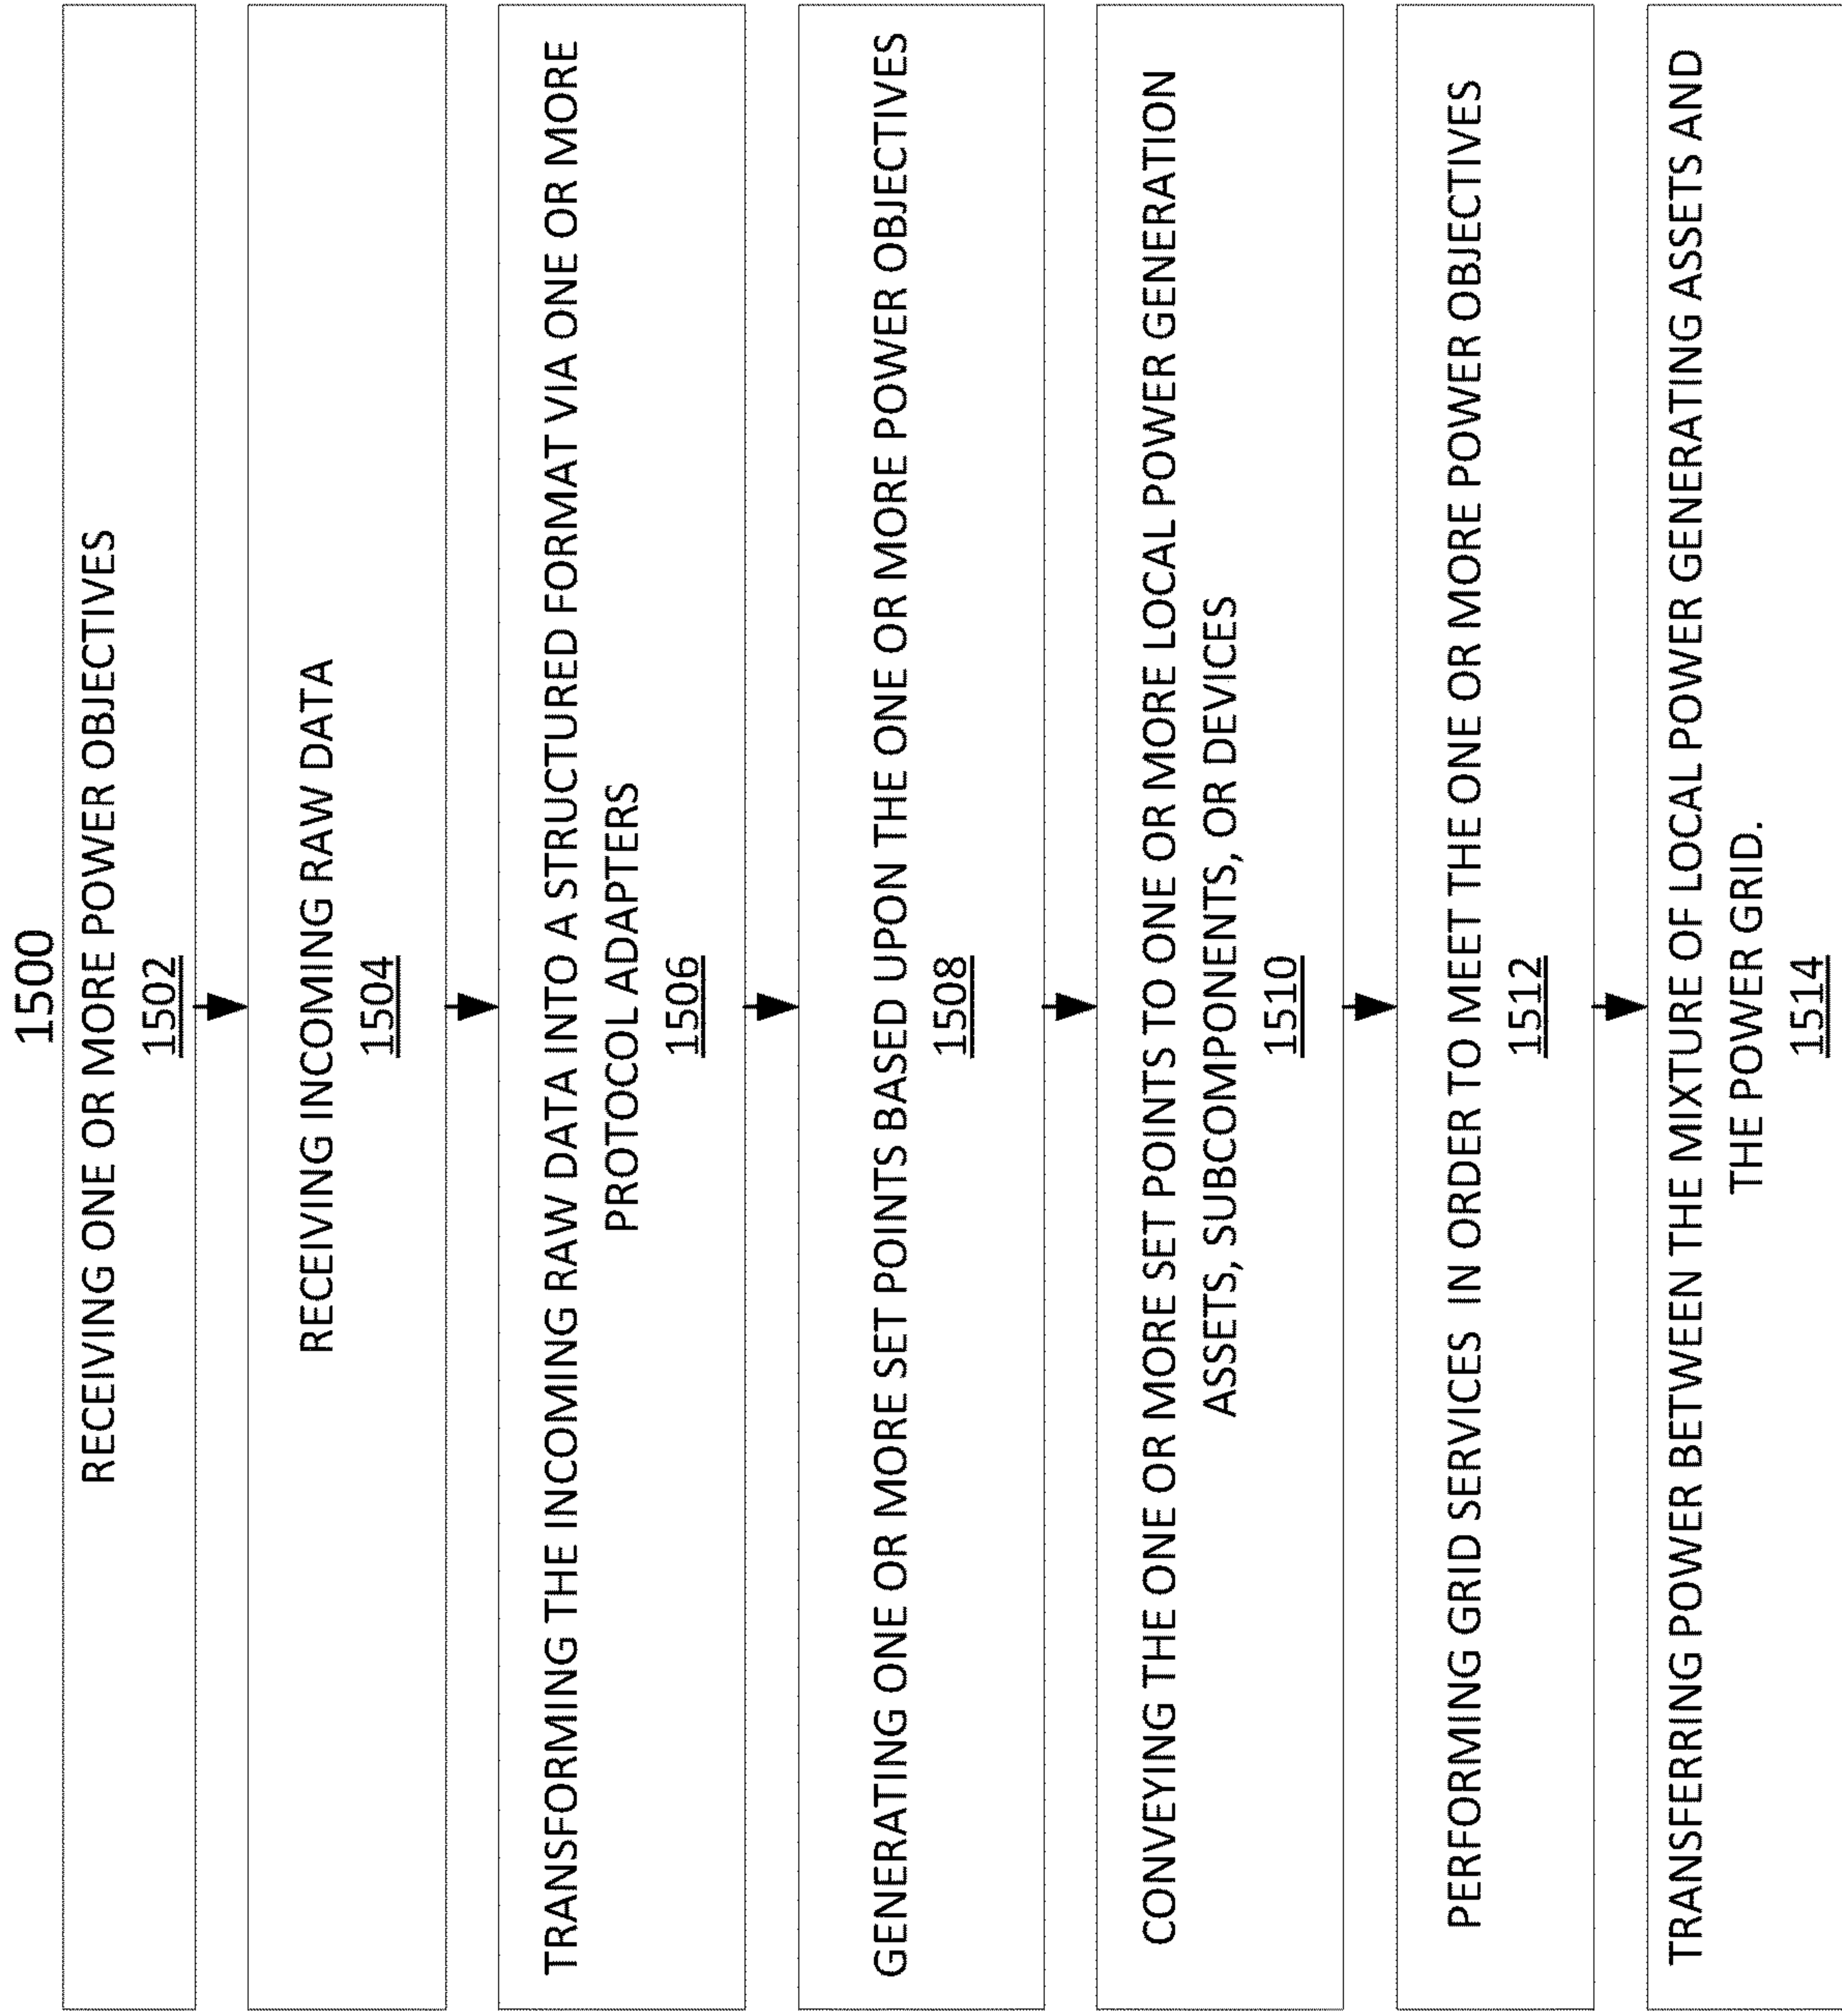 1500
RECEIVING ONE OR MORE POWER OBJECTIVES
1502
RECEIVING INCOMING RAW DATA
1504
TRANSFORMING THE INCOMING RAW DATA INTO A STRUCTURED FORMAT VIA ONE OR MORE
PROTOCOL ADAPTERS
1506
GENERATING ONE OR MORE SET POINTS BASED UPON THE ONE OR MORE POWER OBJECTIVES
1508
CONVEYING THE ONE OR MORE SET POINTS TO ONE OR MORE LOCAL POWER GENERATION
ASSETS, SUBCOMPONENTS, OR DEVICES
1510
PERFORMING GRID SERVICES IN ORDER TO MEET THE ONE OR MORE POWER OBJECTIVES
1512
TRANSFERRING POWER BETWEEN THE MIXTURE OF LOCAL POWER GENERATING ASSETS AND
THE POWER GRID.
1514